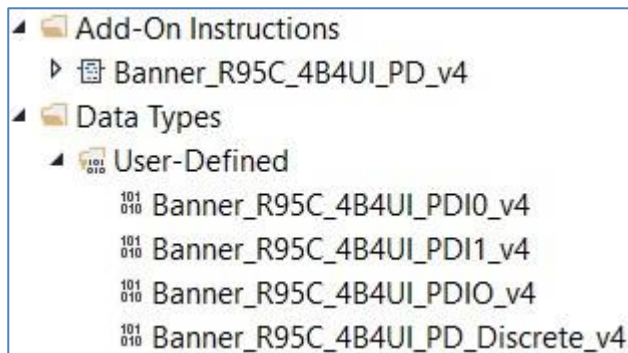 Add-On Instructions
Banner_R95C_4B4UI_PD_v4
Data Types
User-Defined
Banner_R95C_4B4UI_PDI0_v4
Banner_R95C_4B4UI_PDI1_v4
Banner_R95C_4B4UI_PDIO_v4
Banner_R95C_4B4UI_PD_Discrete_v4